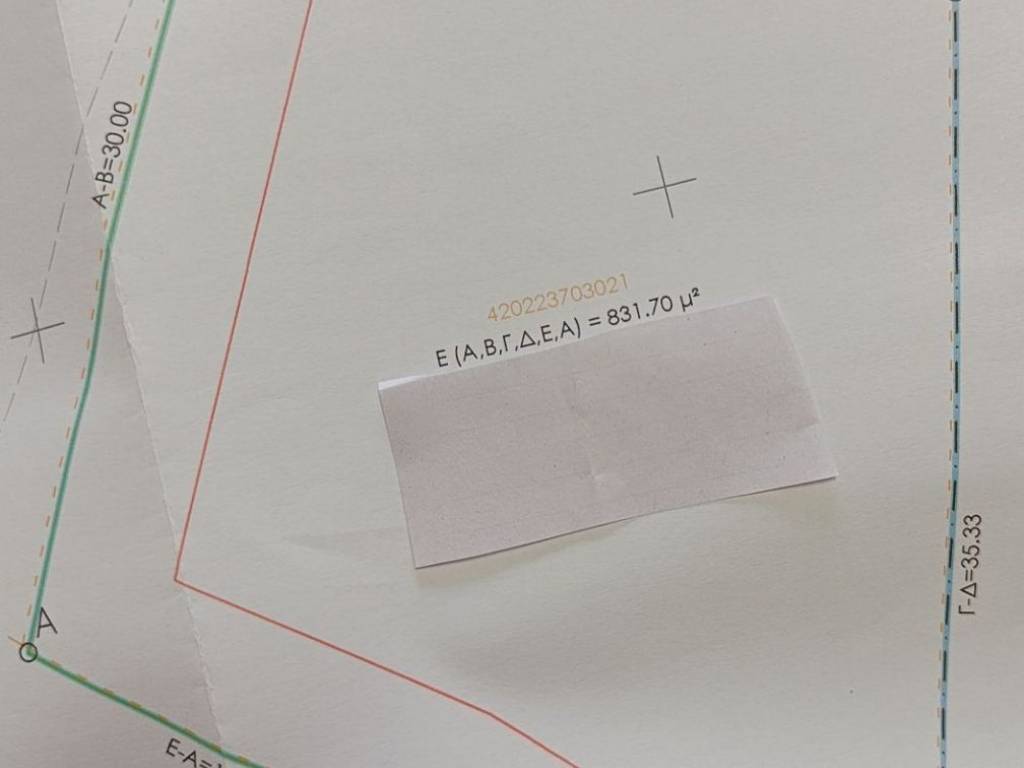 A-B=30.00
420223703021
Ε (Α,Β,Γ,Δ,Ε,Α) = 831.70 μ²
Γ-Δ=35.33
Α
Ε-Α=